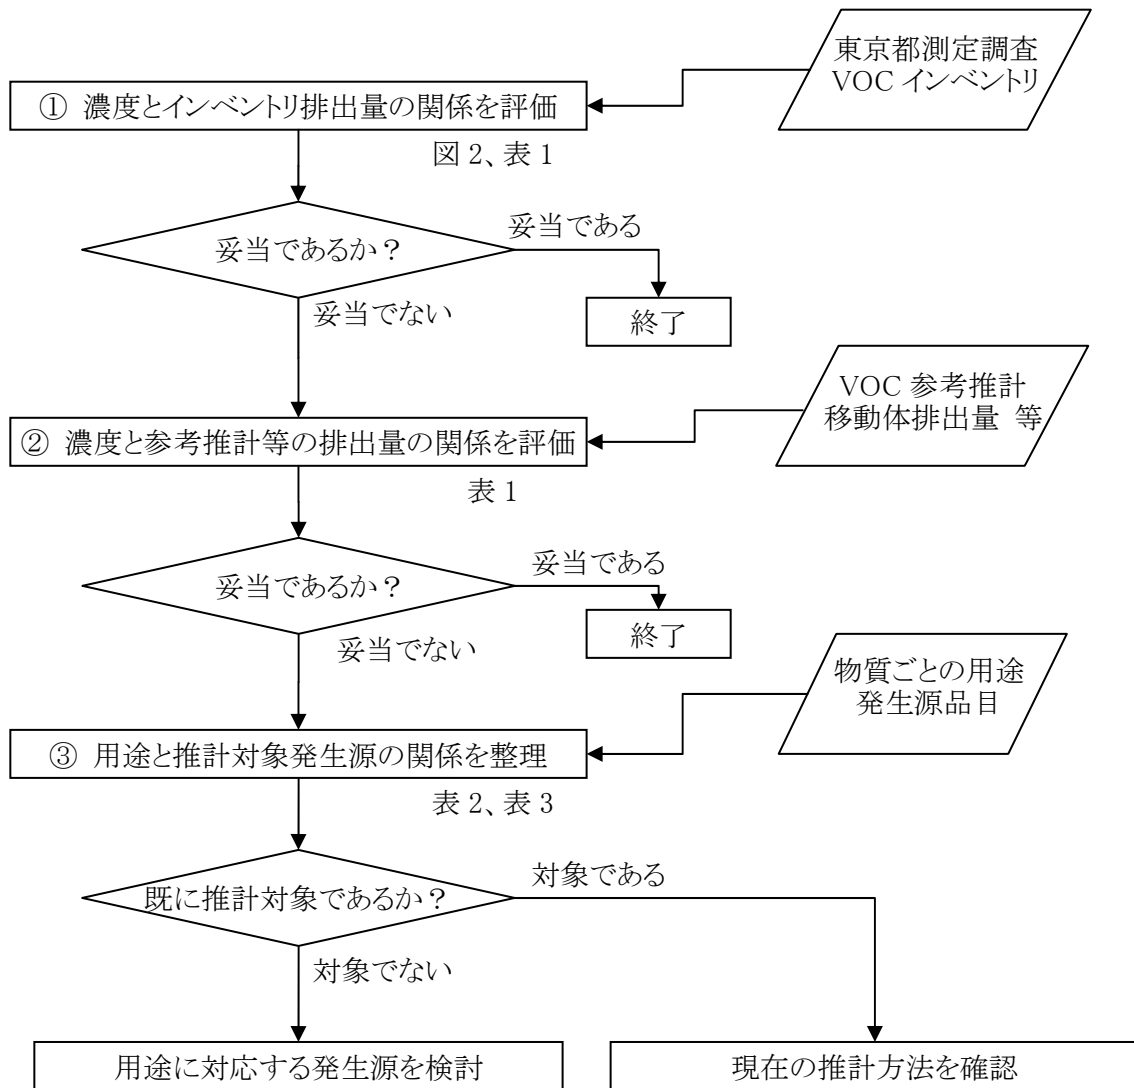 東京都測定調査
VOC インベントリ
① 濃度とインベントリ排出量の関係を評価
図 2、表 1
妥当であるか？
妥当である
終了
妥当でない
VOC 参考推計
移動体排出量 等
② 濃度と参考推計等の排出量の関係を評価
表 1
妥当であるか？
妥当である
終了
妥当でない
物質ごとの用途
発生源品目
③ 用途と推計対象発生源の関係を整理
表 2、表 3
既に推計対象であるか？
対象である
対象でない
用途に対応する発生源を検討
現在の推計方法を確認